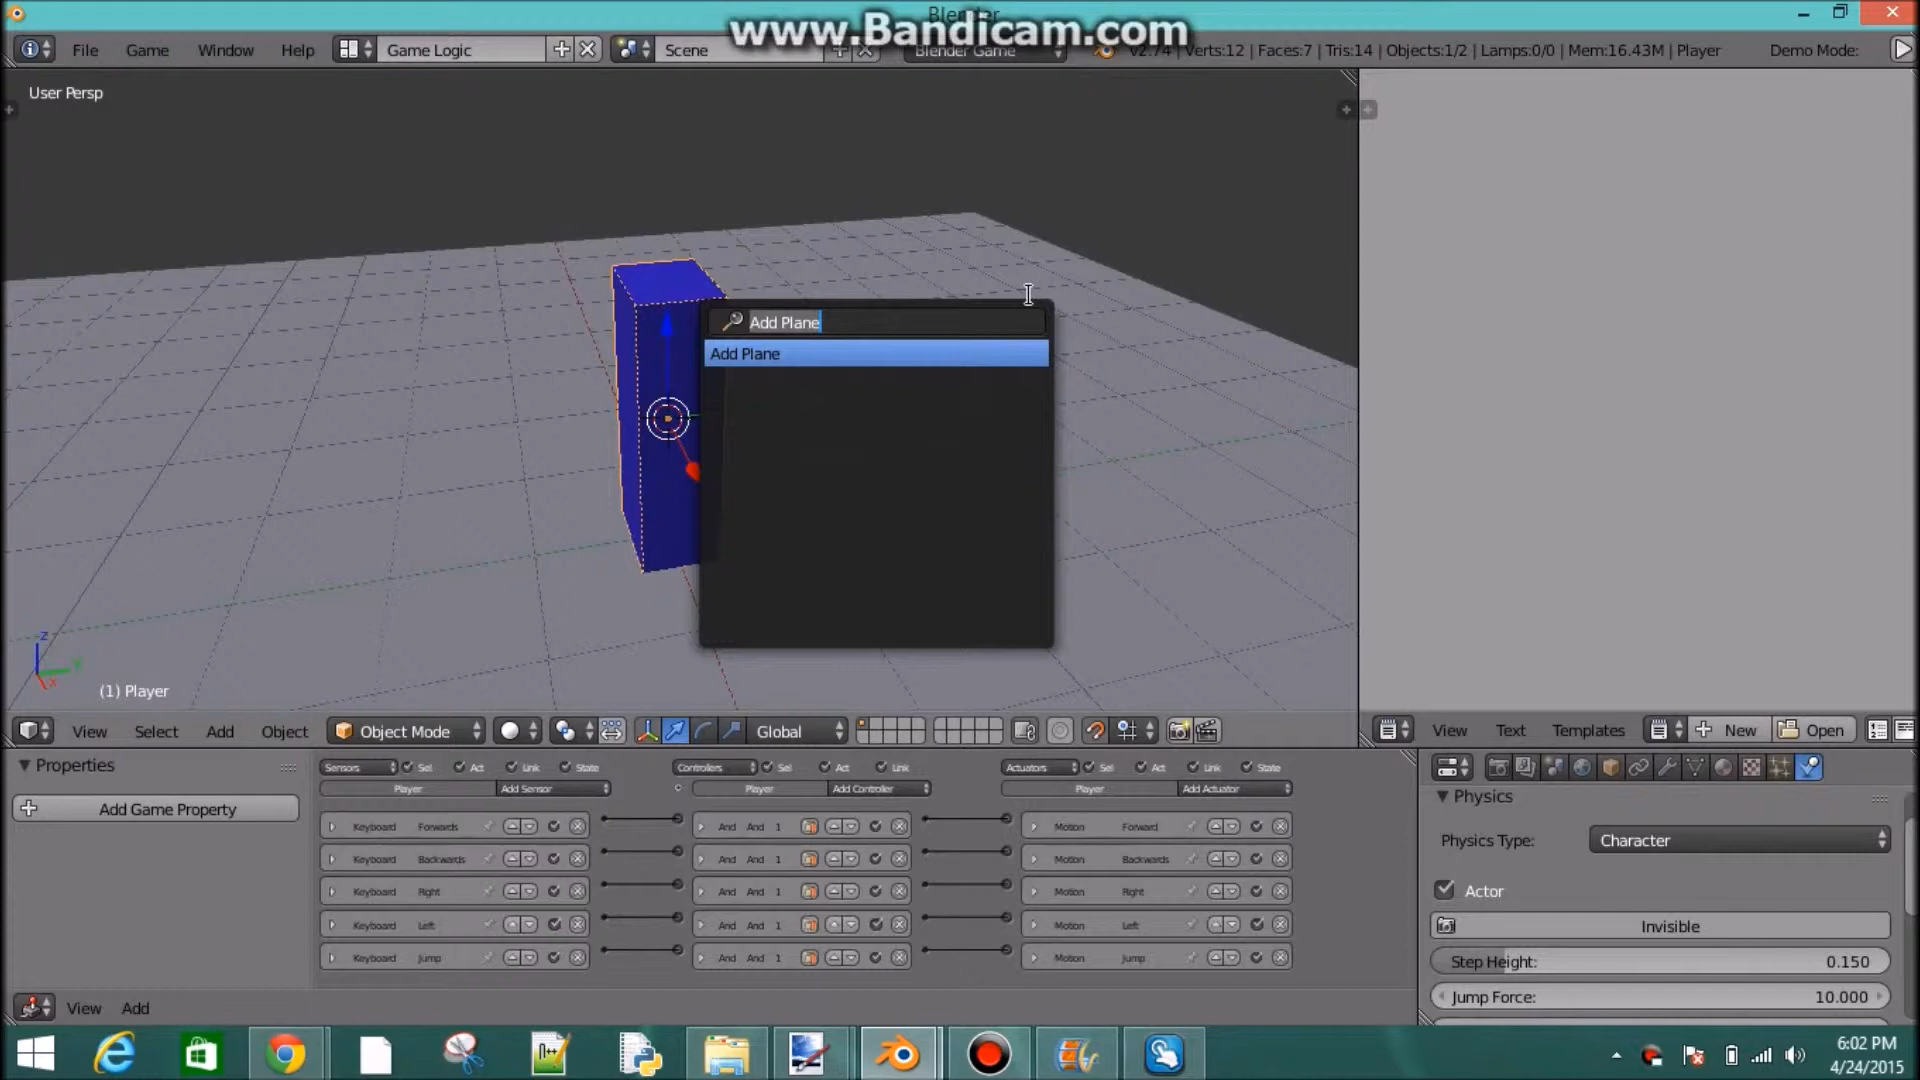 Blender
www.Bandicam.com
File Game Window Help Game Logic Scene Blender Game v2.74 | Verts:12 | Faces:7 | Tris:14 | Objects:1/2 | Lamps:0/0 | Mem:16.43M | Player Demo Mode:
User Persp
Add Plane
Add Plane
z
Y
x
(1) Player
View Select Add Object Object Mode Global
View Text Templates New Open
Properties
Add Game Property
Sensors Sel Act Link State Controllers Sel Act Link Actuators Sel Act Link State
Player Add Sensor Player Add Controller Player Add Actuator
Keyboard Forwards And And 1 Motion Forward
Keyboard Backwards And And 1 Motion Backwards
Keyboard Right And And 1 Motion Right
Keyboard Left And And 1 Motion Left
Keyboard Jump And And 1 Motion Jump
Physics
Physics Type: Character
Actor
Invisible
Step Height: 0.150
Jump Force: 10.000
View Add
N++
6:02 PM
4/24/2015